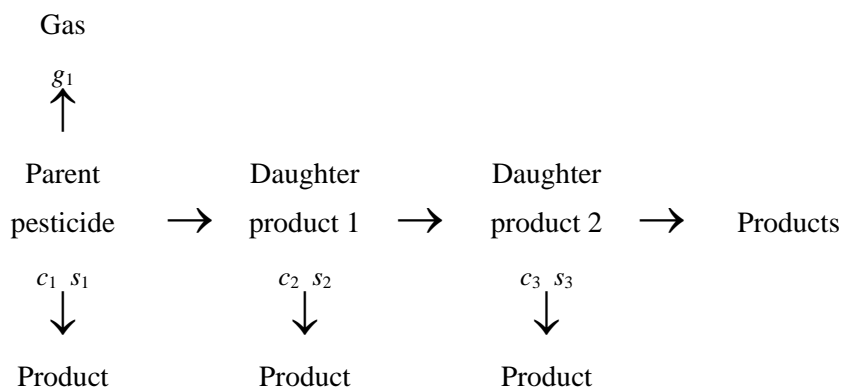 Gas
g₁
Parent Daughter Daughter
pesticide → product 1 → product 2 → Products
c₁ s₁ c₂ s₂ c₃ s₃
Product Product Product